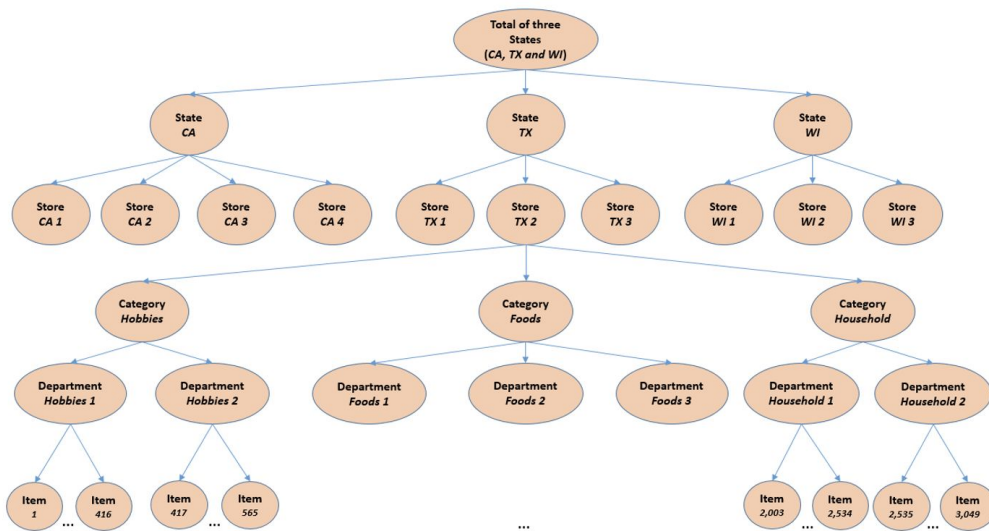 Total of three
States
(CA, TX and WI)
State
CA
State
TX
State
WI
Store
CA 1
Store
CA 2
Store
CA 3
Store
CA 4
Store
TX 1
Store
TX 2
Store
TX 3
Store
WI 1
Store
WI 2
Store
WI 3
Category
Hobbies
Category
Foods
Category
Household
Department
Hobbies 1
Department
Hobbies 2
Department
Foods 1
Department
Foods 2
Department
Foods 3
Department
Household 1
Department
Household 2
Item
1
...
Item
416
Item
417
...
Item
565
...
Item
2,003
...
Item
2,534
Item
2,535
...
Item
3,049